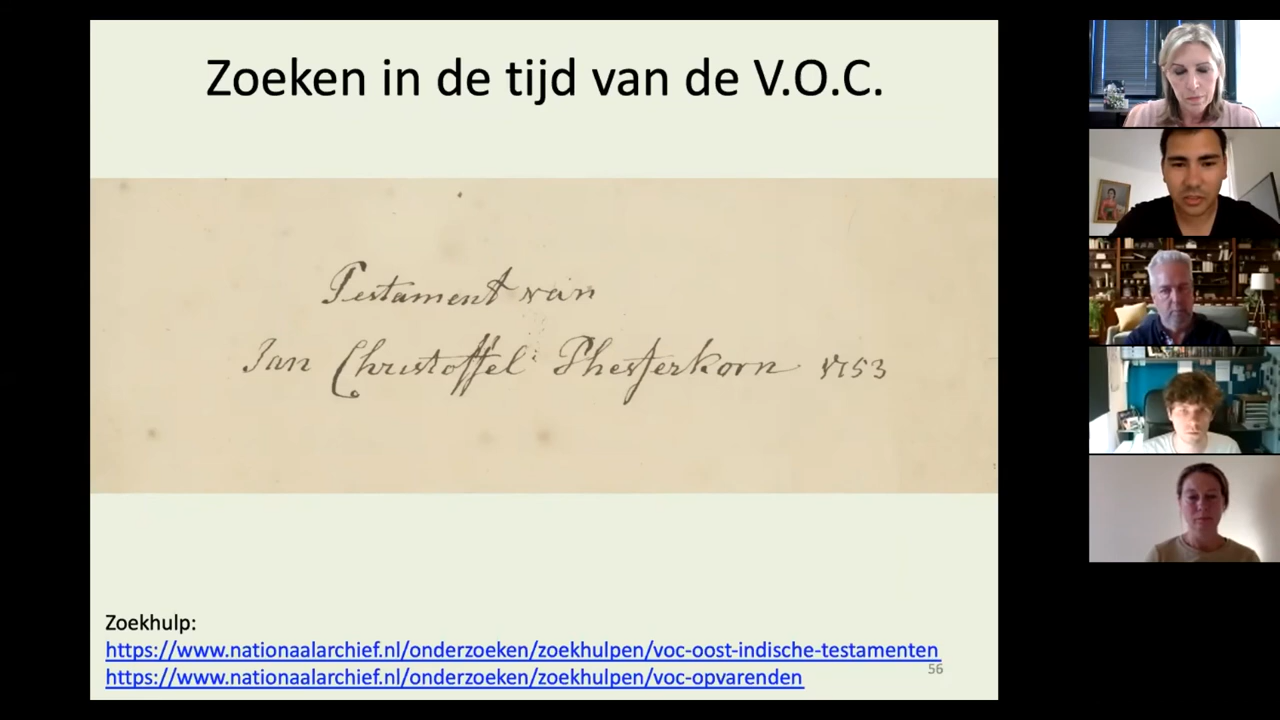 Zoeken in de tijd van de V.O.C.
Testament van
Jan Christoffel Phesterkorn 1753
Zoekhulp:
https://www.nationaalarchief.nl/onderzoeken/zoekhulpen/voc-oost-indische-testamenten
https://www.nationaalarchief.nl/onderzoeken/zoekhulpen/voc-opvarenden
56